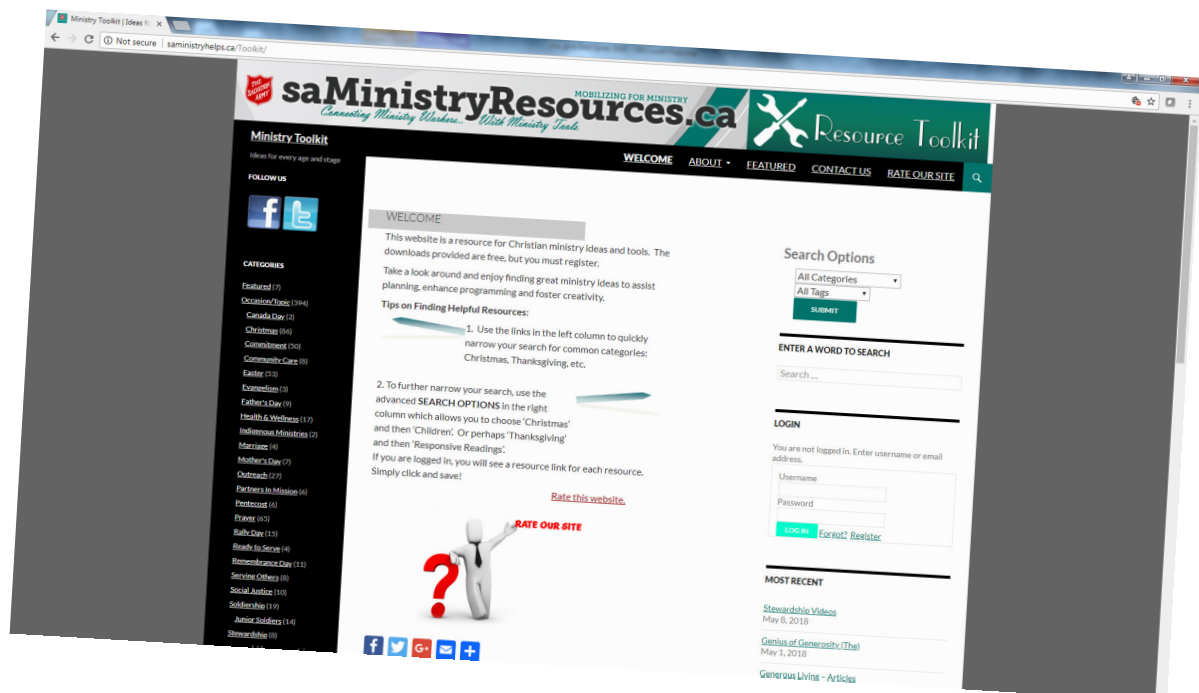 Ministry Toolkit | Ideas fo
Not secure | saministryhelps.ca/Toolkit/
THE SALVATION ARMY
saMinistryResources.ca
MOBILIZING FOR MINISTRY
Connecting Ministry Workers... With Ministry Tools.
Resource Toolkit
Ministry Toolkit
Ideas for every age and stage
WELCOME ABOUT FEATURED CONTACT US RATE OUR SITE
FOLLOW US
CATEGORIES
Featured (7)
Occasion/Topic (394)
Canada Day (2)
Christmas (86)
Commitment (50)
Community Care (8)
Easter (53)
Evangelism (3)
Father's Day (9)
Health & Wellness (17)
Indigenous Ministries (2)
Marriage (4)
Mother's Day (7)
Outreach (27)
Partners In Mission (6)
Pentecost (6)
Prayer (65)
Rally Day (15)
Ready to Serve (4)
Remembrance Day (11)
Serving Others (8)
Social Justice (10)
Soldiership (19)
Junior Soldiers (14)
Stewardship (8)
WELCOME
This website is a resource for Christian ministry ideas and tools. The
downloads provided are free, but you must register.
Take a look around and enjoy finding great ministry ideas to assist
planning, enhance programming and foster creativity.
Tips on Finding Helpful Resources:
1. Use the links in the left column to quickly
narrow your search for common categories:
Christmas, Thanksgiving, etc.
2. To further narrow your search, use the
advanced SEARCH OPTIONS in the right
column which allows you to choose 'Christmas'
and then 'Children'. Or perhaps 'Thanksgiving'
and then 'Responsive Readings'.
If you are logged in, you will see a resource link for each resource.
Simply click and save!
Rate this website.
RATE OUR SITE
?
Search Options
All Categories
All Tags
SUBMIT
ENTER A WORD TO SEARCH
Search ...
LOGIN
You are not logged in. Enter username or email
address.
Username
Password
LOG IN Forgot? Register
MOST RECENT
Stewardship Videos
May 8, 2018
Genius of Generosity (The)
May 1, 2018
Generous Living – Articles